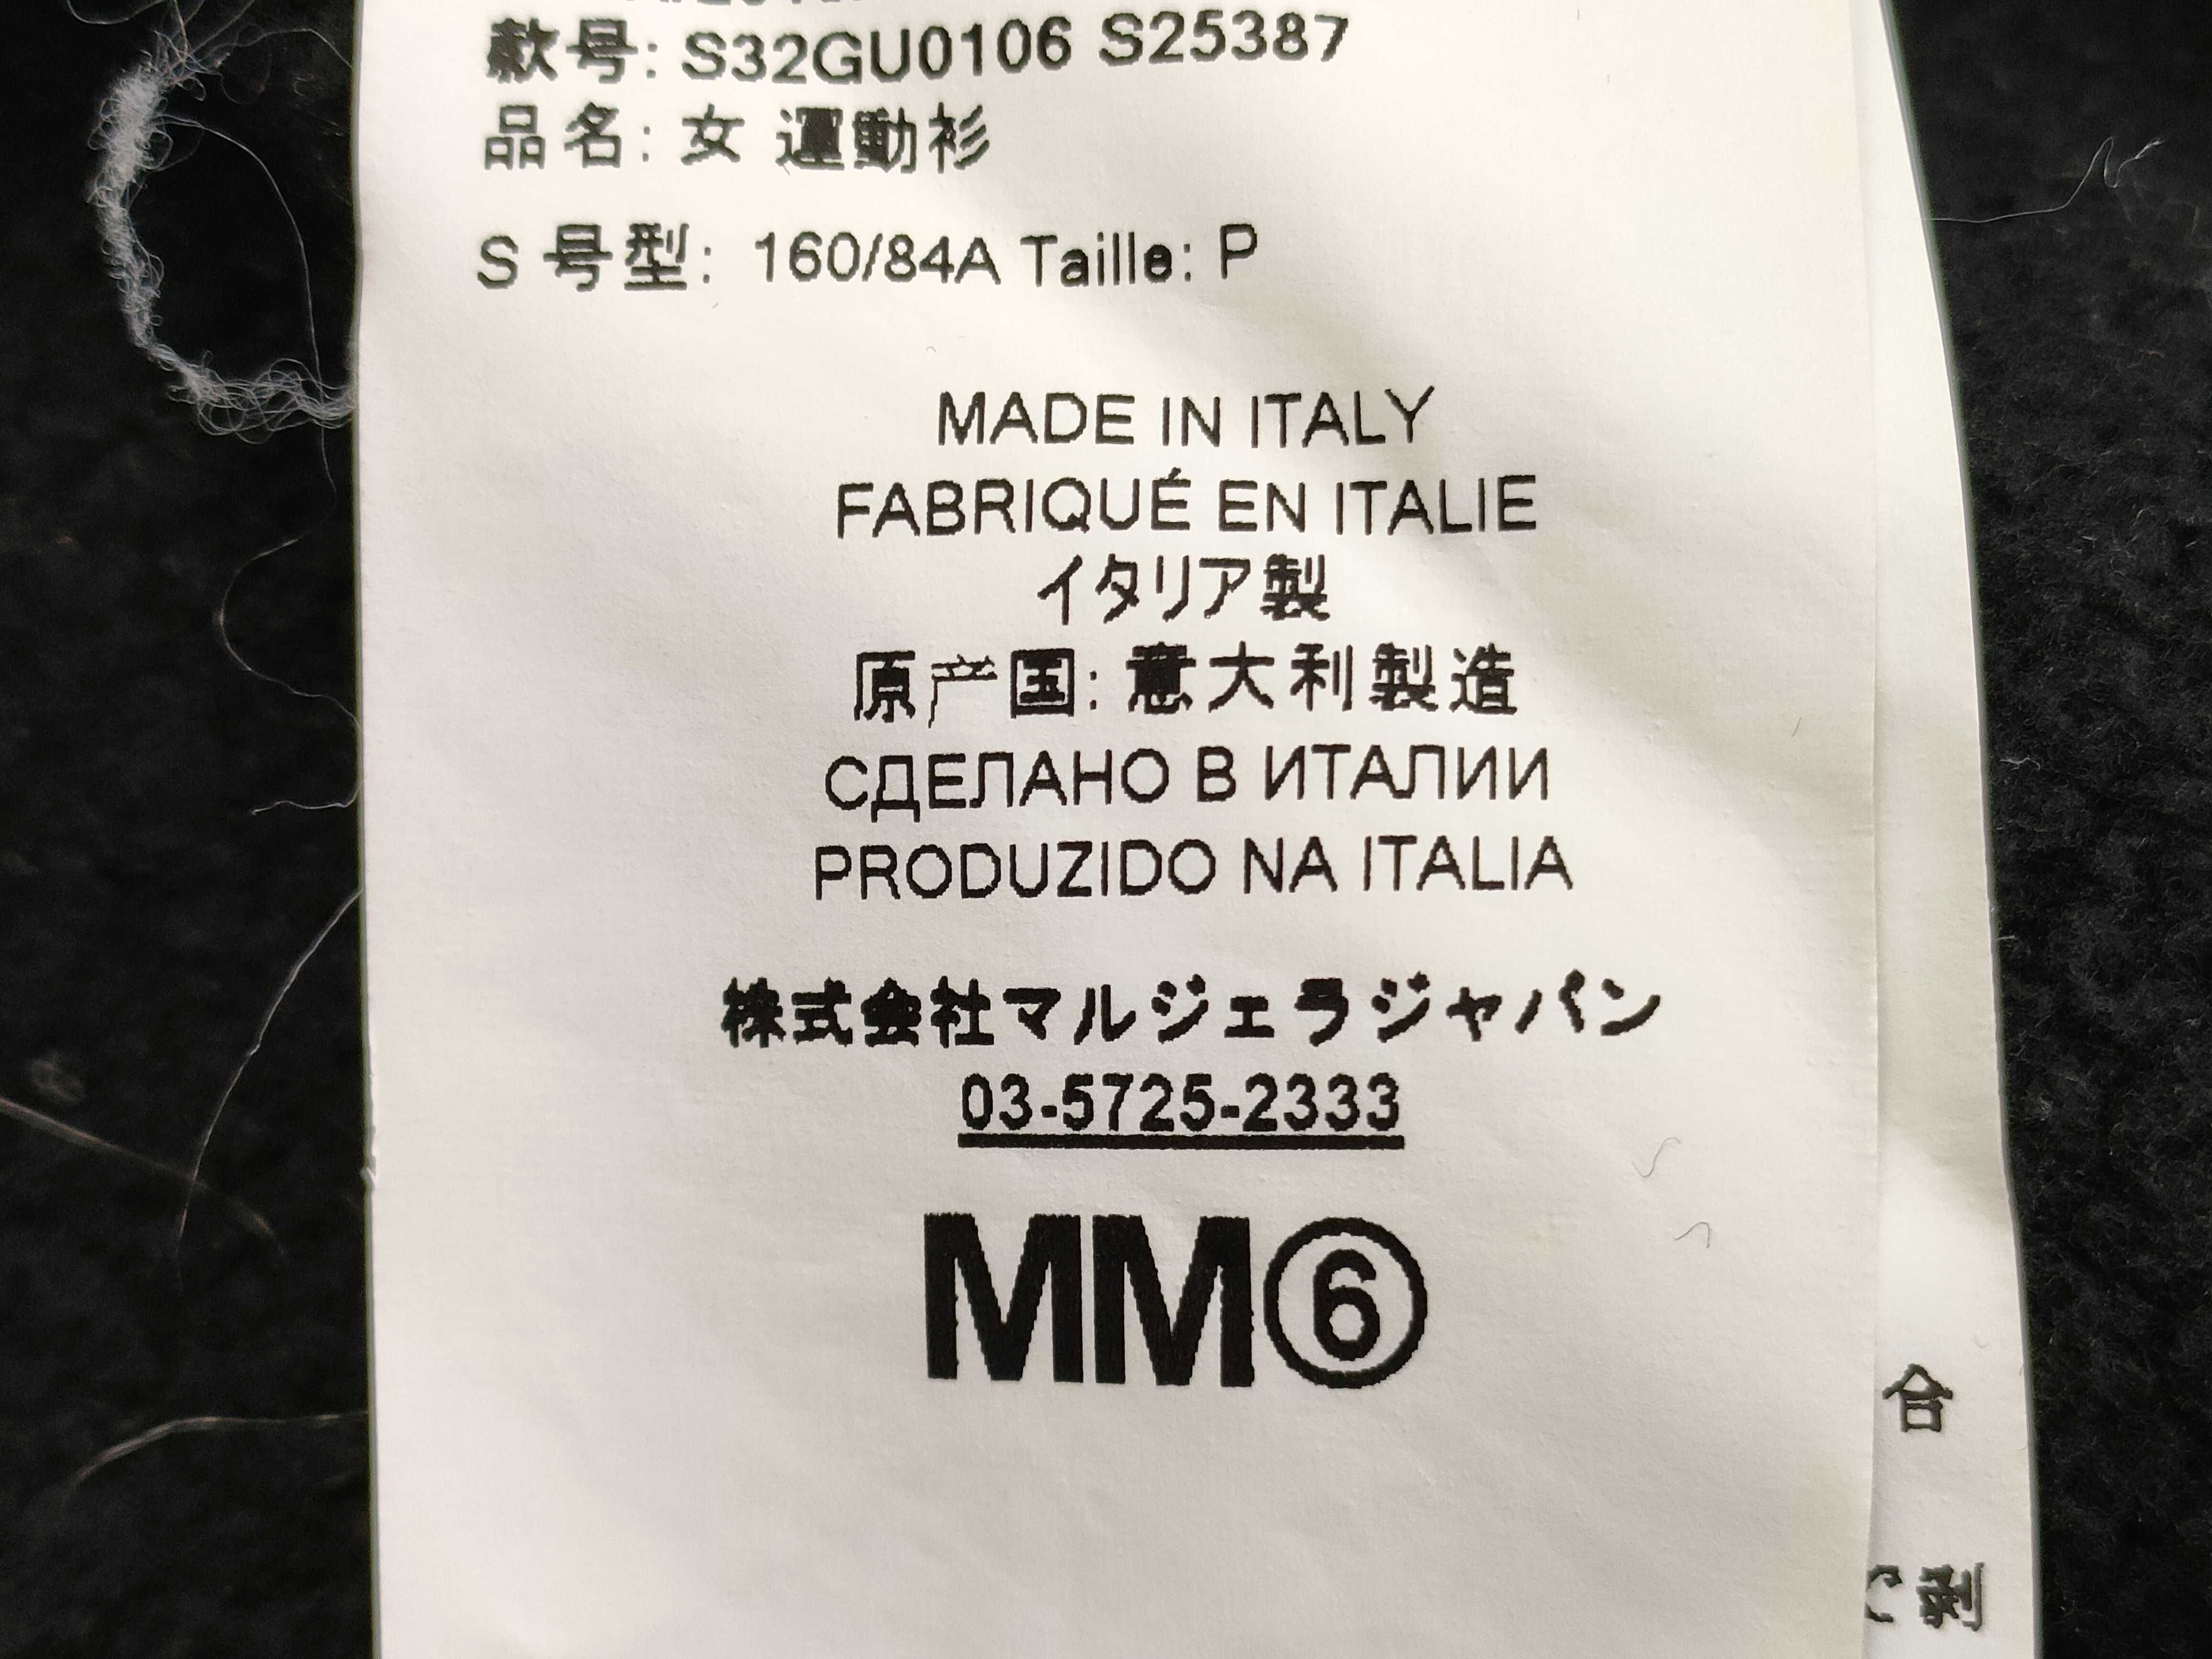 款号: S32GU0106 S25387
品名: 女 運動衫
S 号型: 160/84A Taille: P
MADE IN ITALY
FABRIQUÉ EN ITALIE
イタリア製
原产国: 意大利製造
СДЕЛАНО В ИТАЛИИ
PRODUZIDO NA ITALIA
株式会社マルジェラジャパン
03-5725-2333
MM⑥
合